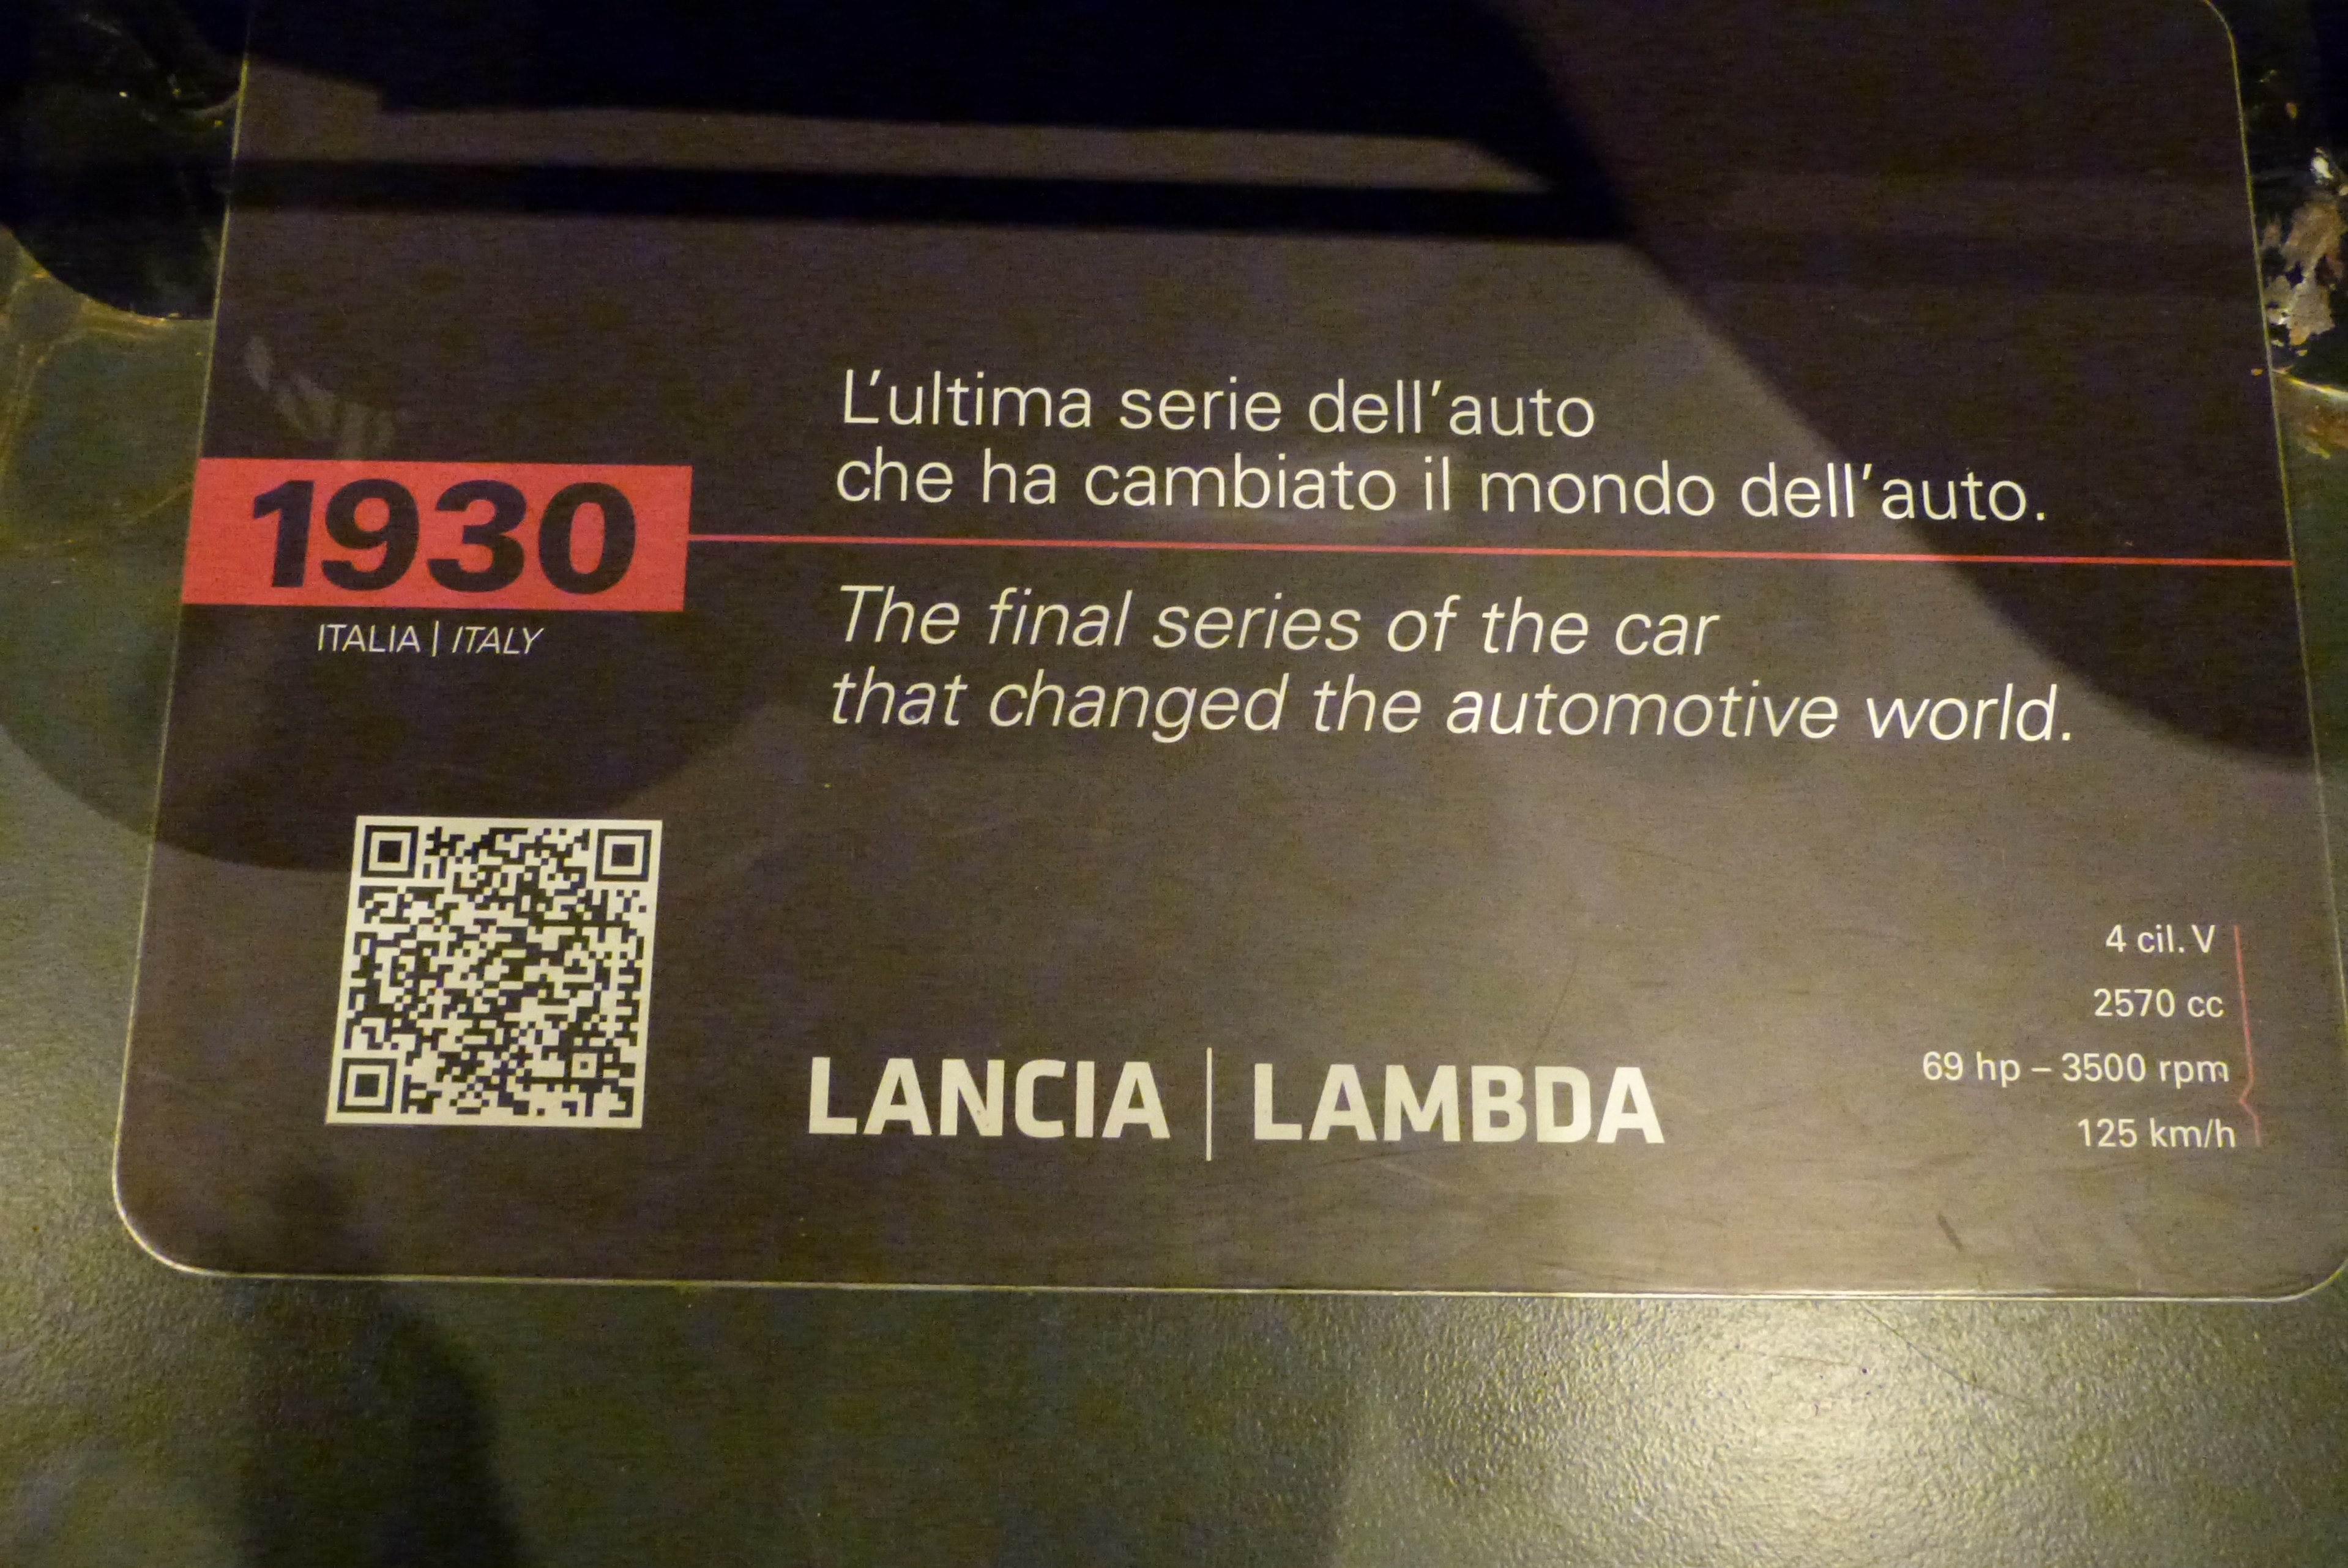 L'ultima serie dell'auto
che ha cambiato il mondo dell'auto.
1930
ITALIA | ITALY
The final series of the car
that changed the automotive world.
LANCIA | LAMBDA
4 cil. V
2570 cc
69 hp – 3500 rpm
125 km/h